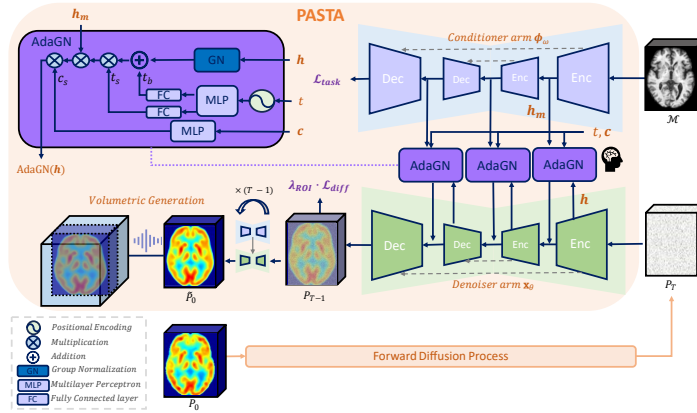 PASTA
h_m
AdaGN
GN
h
c_s
t_s
t_b
FC
FC
MLP
t
MLP
c
AdaGN(h)
Conditioner arm ϕ_ω
Dec
Dec
Enc
Enc
ℒ_task
ℳ
h_m
t, c
AdaGN
AdaGN
AdaGN
λ_ROI · ℒ_diff
h
Volumetric Generation
× (T − 1)
Dec
Dec
Enc
Enc
Denoiser arm x_θ
P̃_0
P_{T−1}
P_T
Positional Encoding
Multiplication
Addition
GN Group Normalization
MLP Multilayer Perceptron
FC Fully Connected layer
P_0
Forward Diffusion Process